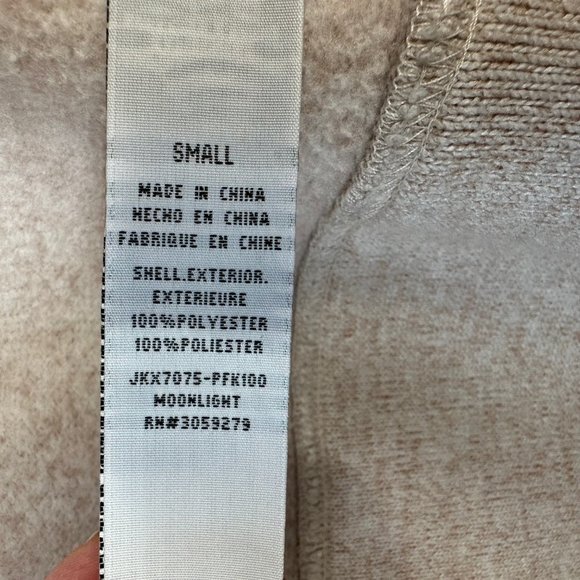 SMALL
MADE IN CHINA
HECHO EN CHINA
FABRIQUE EN CHINE
SHELL.EXTERIOR.
EXTERIEURE
100%POLYESTER
100%POLIESTER
JKX7075-PFK100
MOONLIGHT
RN#3059279